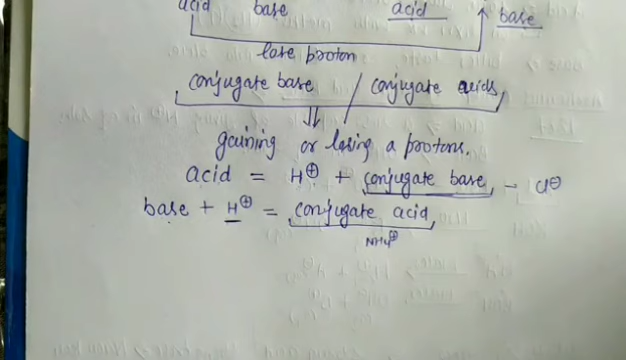 acid base acid base
lose proton
conjugate base / conjugate acids,
gaining or losing a protons.
acid = H⊕ + conjugate base - Cl⊖
base + H⊕ = conjugate acid,
NH4⊕